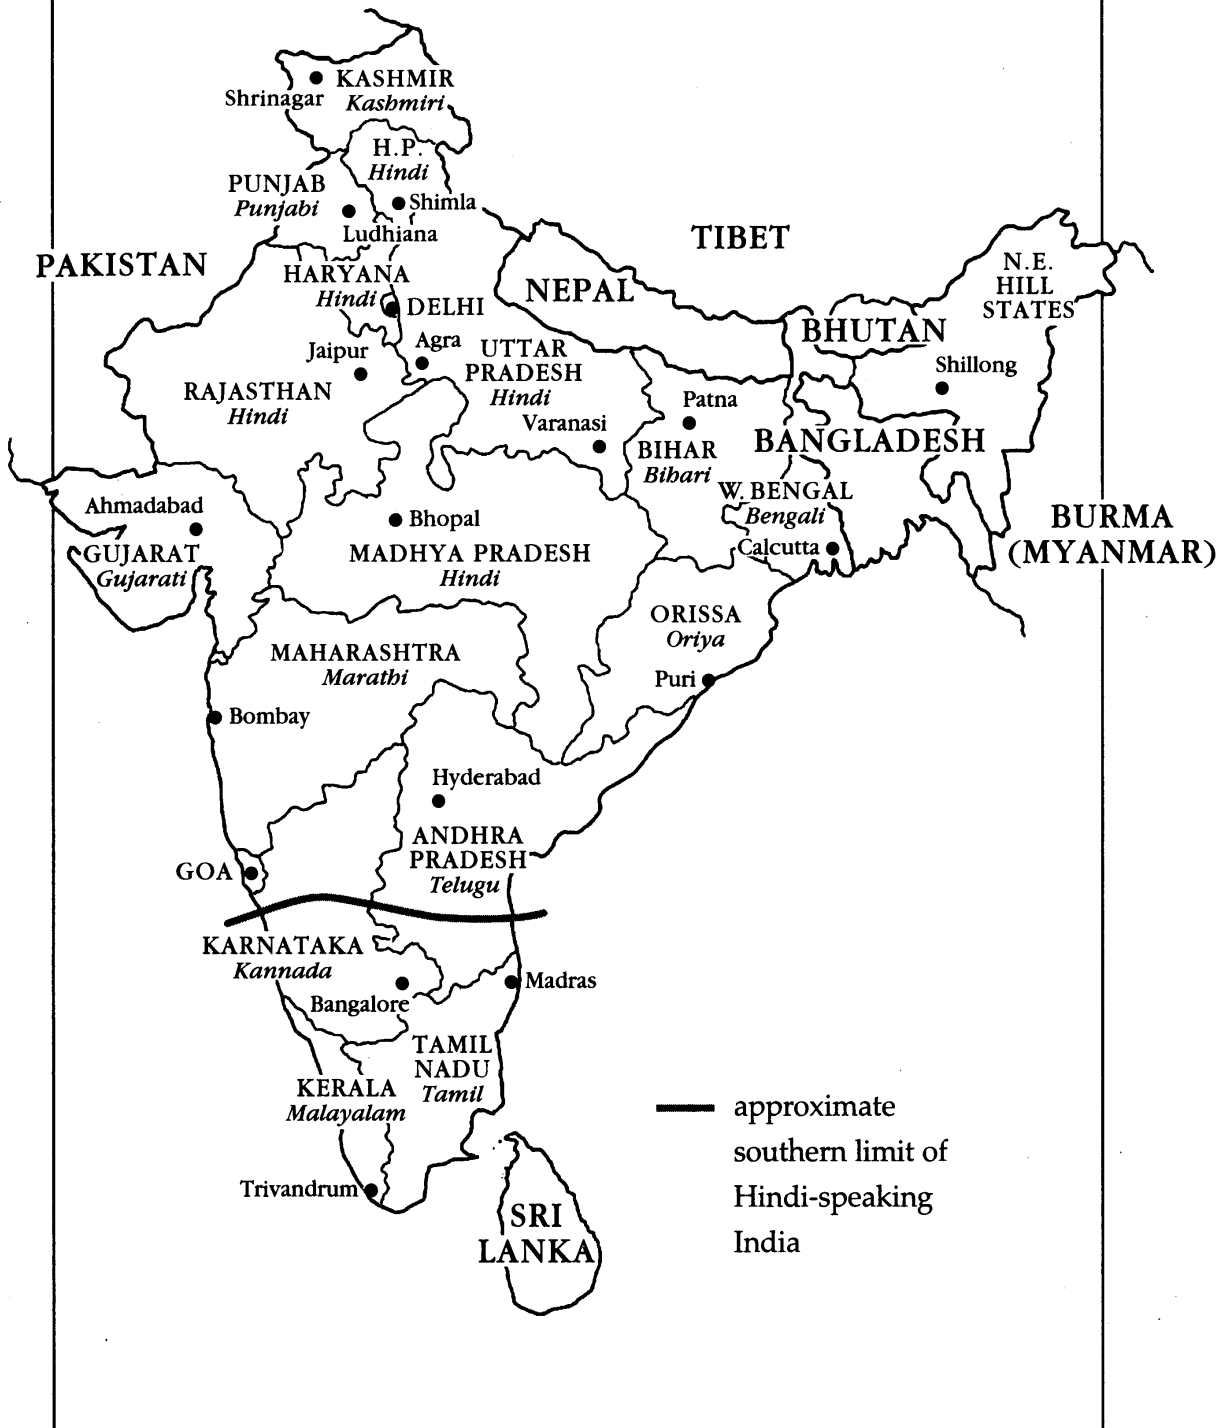 KASHMIR
Shrinagar
Kashmiri
H.P.
Hindi
PUNJAB
Punjabi
Shimla
Ludhiana
TIBET
PAKISTAN
HARYANA
Hindi
DELHI
NEPAL
N.E.
HILL
STATES
BHUTAN
Jaipur
Agra
UTTAR
PRADESH
Hindi
Shillong
RAJASTHAN
Hindi
Varanasi
Patna
BIHAR
Bihari
BANGLADESH
W. BENGAL
Bengali
Calcutta
Ahmadabad
GUJARAT
Gujarati
Bhopal
MADHYA PRADESH
Hindi
BURMA
(MYANMAR)
ORISSA
Oriya
Puri
MAHARASHTRA
Marathi
Bombay
Hyderabad
ANDHRA
PRADESH
Telugu
GOA
KARNATAKA
Kannada
Bangalore
Madras
TAMIL
NADU
Tamil
KERALA
Malayalam
Trivandrum
SRI
LANKA
approximate
southern limit of
Hindi-speaking
India